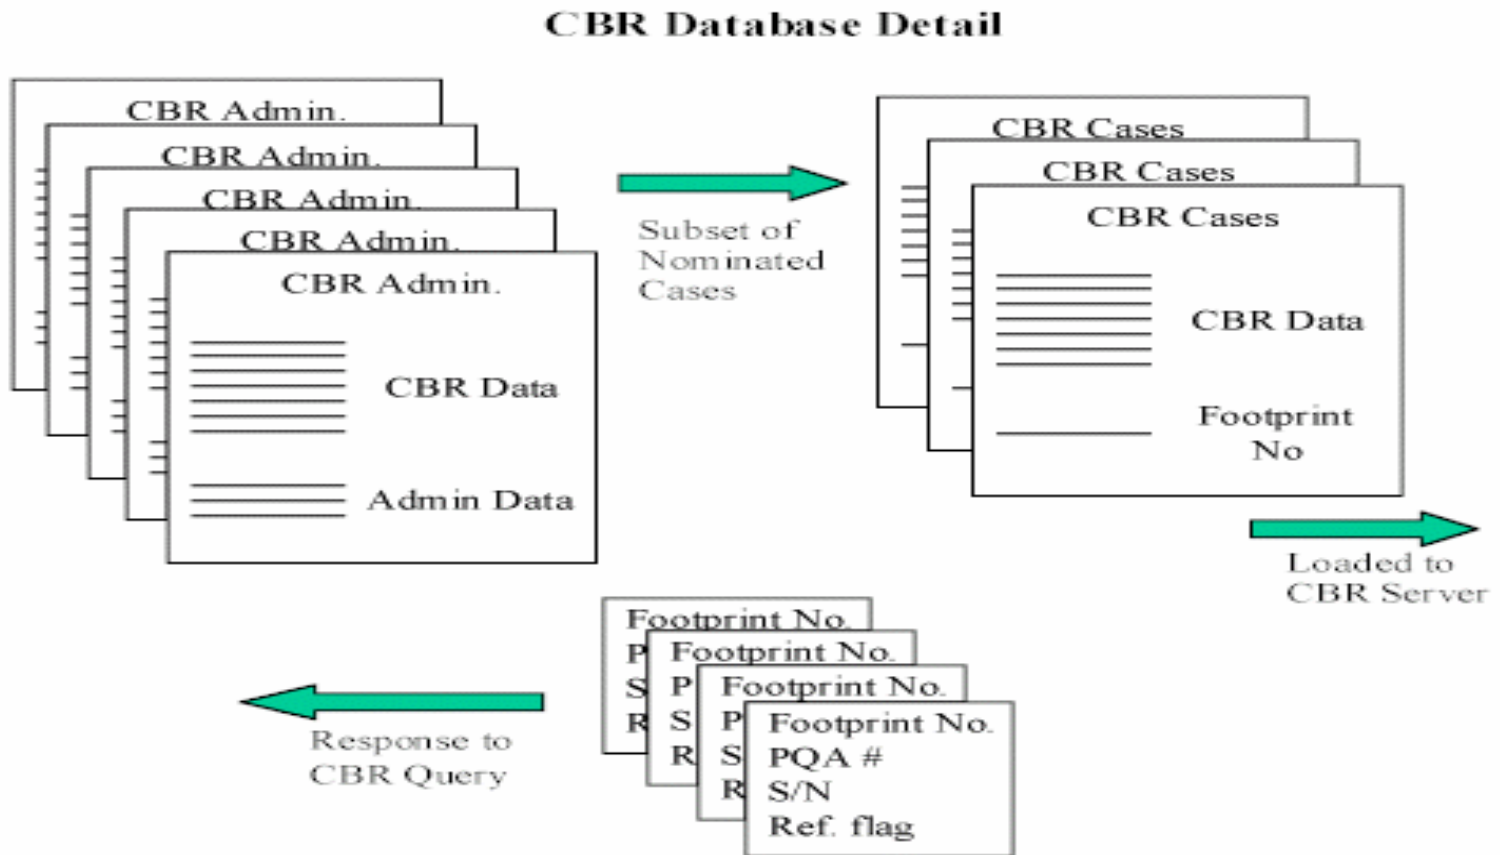 CBR Database Detail
CBR Admin.
CBR Admin.
CBR Admin.
CBR Admin.
CBR Admin.
CBR Data
Admin Data
Subset of
Nominated
Cases
CBR Cases
CBR Cases
CBR Cases
CBR Data
Footprint
No
Loaded to
CBR Server
Footprint No.
P
S
R
Footprint No.
P
S
R
Footprint No.
P
S
R
Footprint No.
PQA #
S/N
Ref. flag
Response to
CBR Query